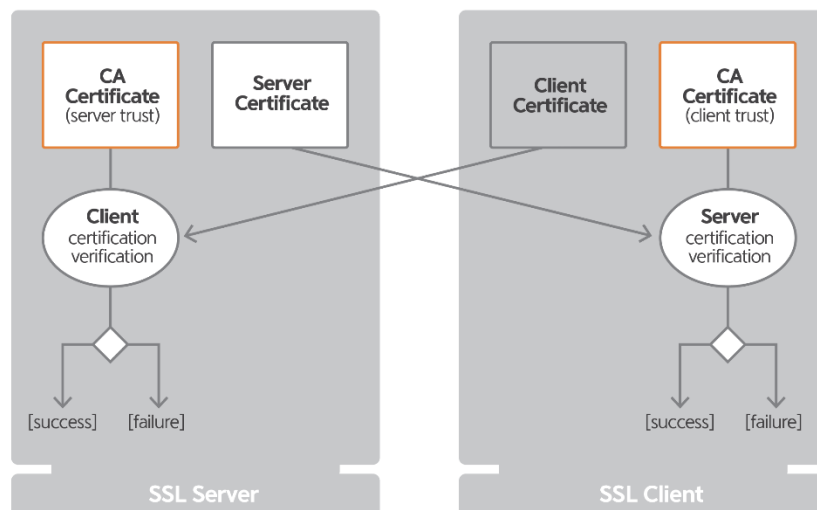 CA
Certificate
(server trust)
Server
Certificate
Client
certification
verification
[success]
[failure]
SSL Server
Client
Certificate
CA
Certificate
(client trust)
Server
certification
verification
[success]
[failure]
SSL Client